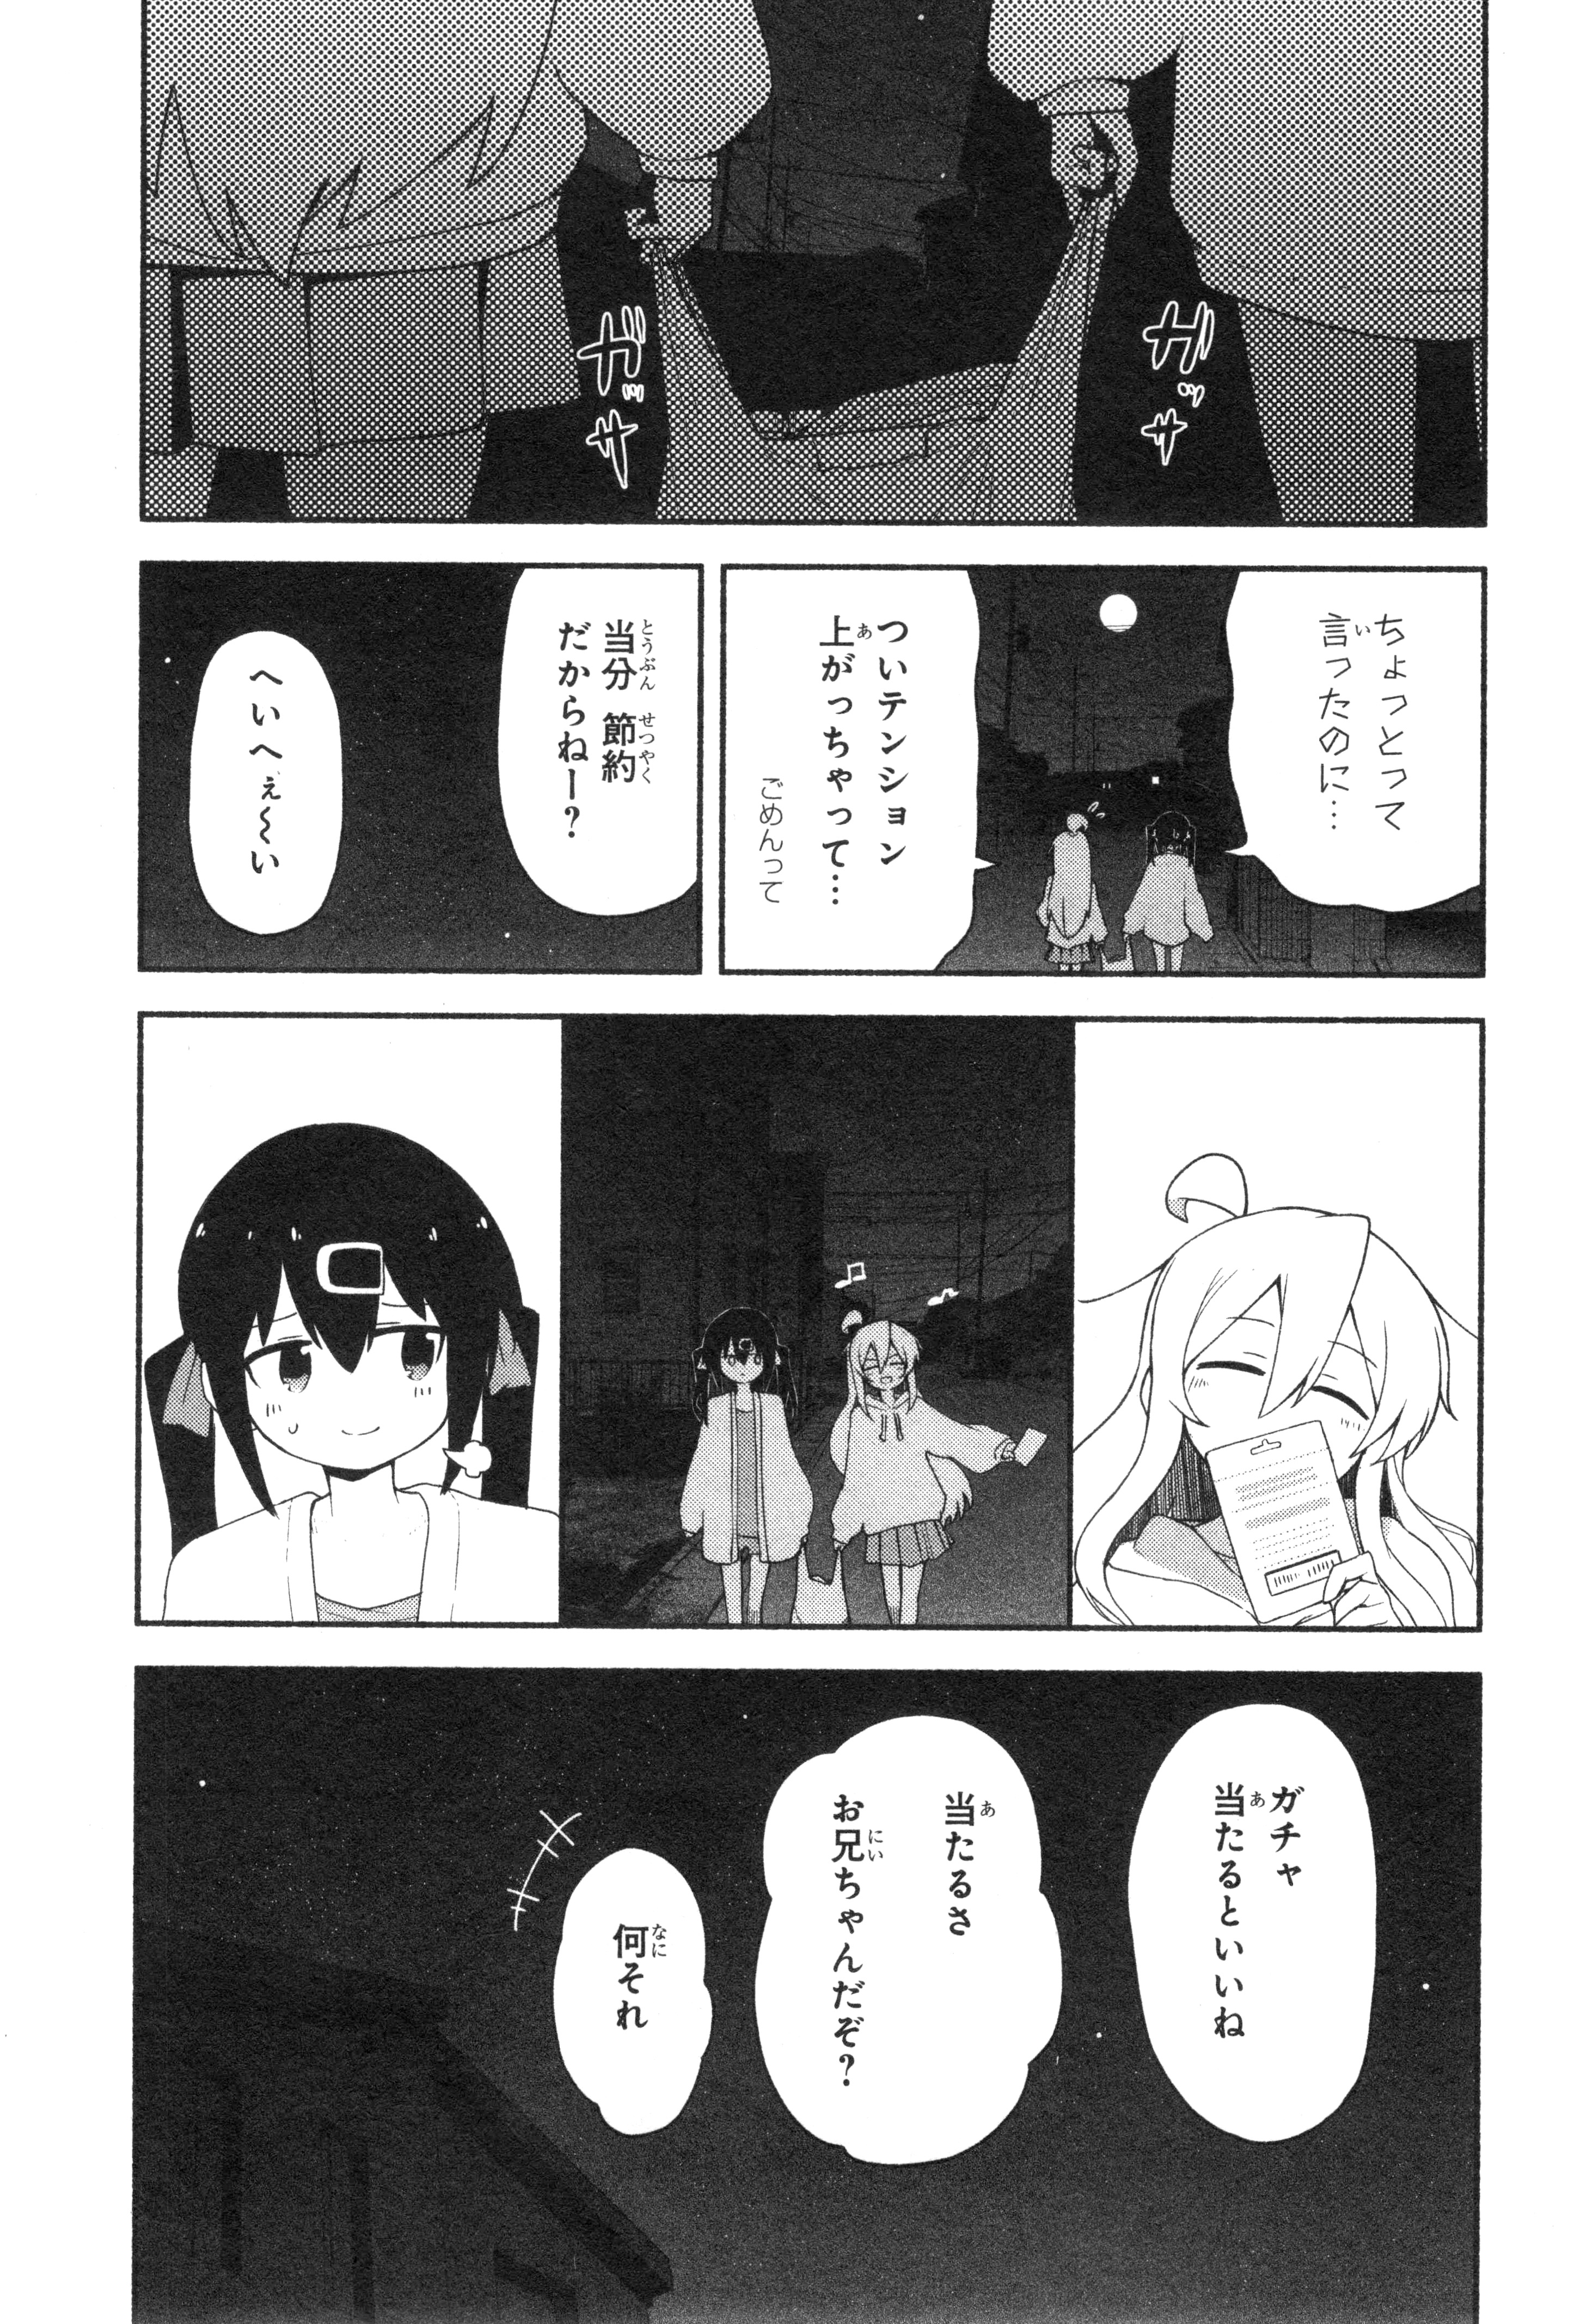 ガサッ
ガサッ
ちょっとって
言ったのに…
ついテンション
上がっちゃって…
ごめんって
当分 節約
だからねー？
へいへぇ〜い
ガチャ
当たるといいね
当たるさ
お兄ちゃんだぞ？
何それ